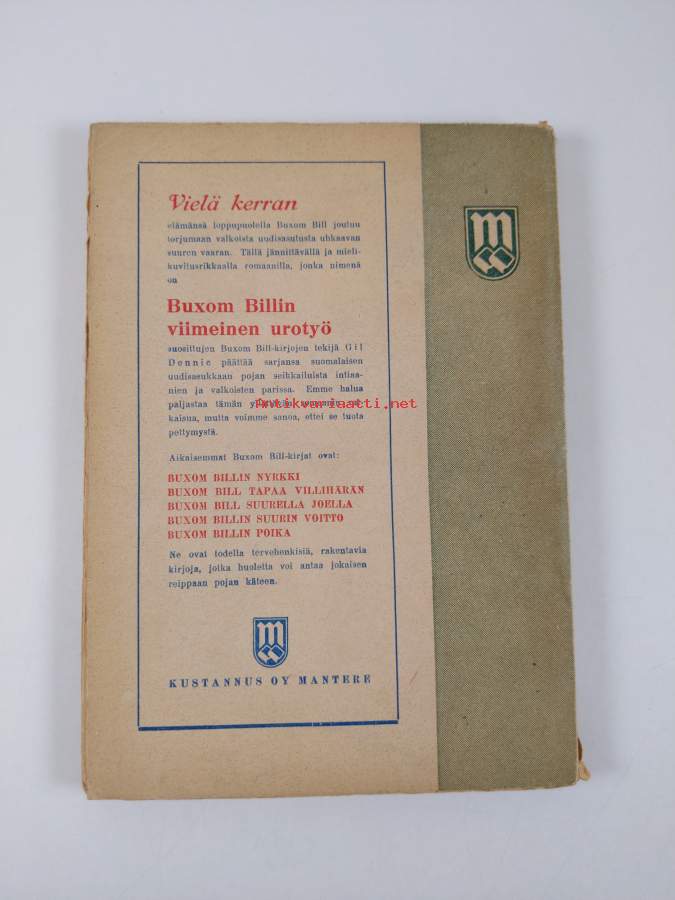 Vielä kerran
elämänsä loppupuolella Buxom Bill joutuu
torjumaan valkoista uudisasutusta uhkaavan
suuren vaaran. Tällä jännittävällä ja mieli-
kuvitusrikkaalla romaanilla, jonka nimenä
on
Buxom Billin
viimeinen urotyö
suosittujen Buxom Bill-kirjojen tekijä Gil
Dennic päättää sarjansa suomalaisen
uudisasukkaan pojan seikkailuista intiaa-
nien ja valkoisten parissa. Emme halua
paljastaa tämän
antikvariaatti.net
kaisua, mutta voimme sanoa, ettei se tuota
pettymystä.
Aikaisemmat Buxom Bill-kirjat ovat:
BUXOM BILLIN NYRKKI
BUXOM BILL TAPAA VILLIHÄRÄN
BUXOM BILL SUURELLA JOELLA
BUXOM BILLIN SUURIN VOITTO
BUXOM BILLIN POIKA
Ne ovat todella tervehenkisiä, rakentavia
kirjoja, jotka huoletta voi antaa jokaisen
reippaan pojan käteen.
KUSTANNUS OY MANTERE